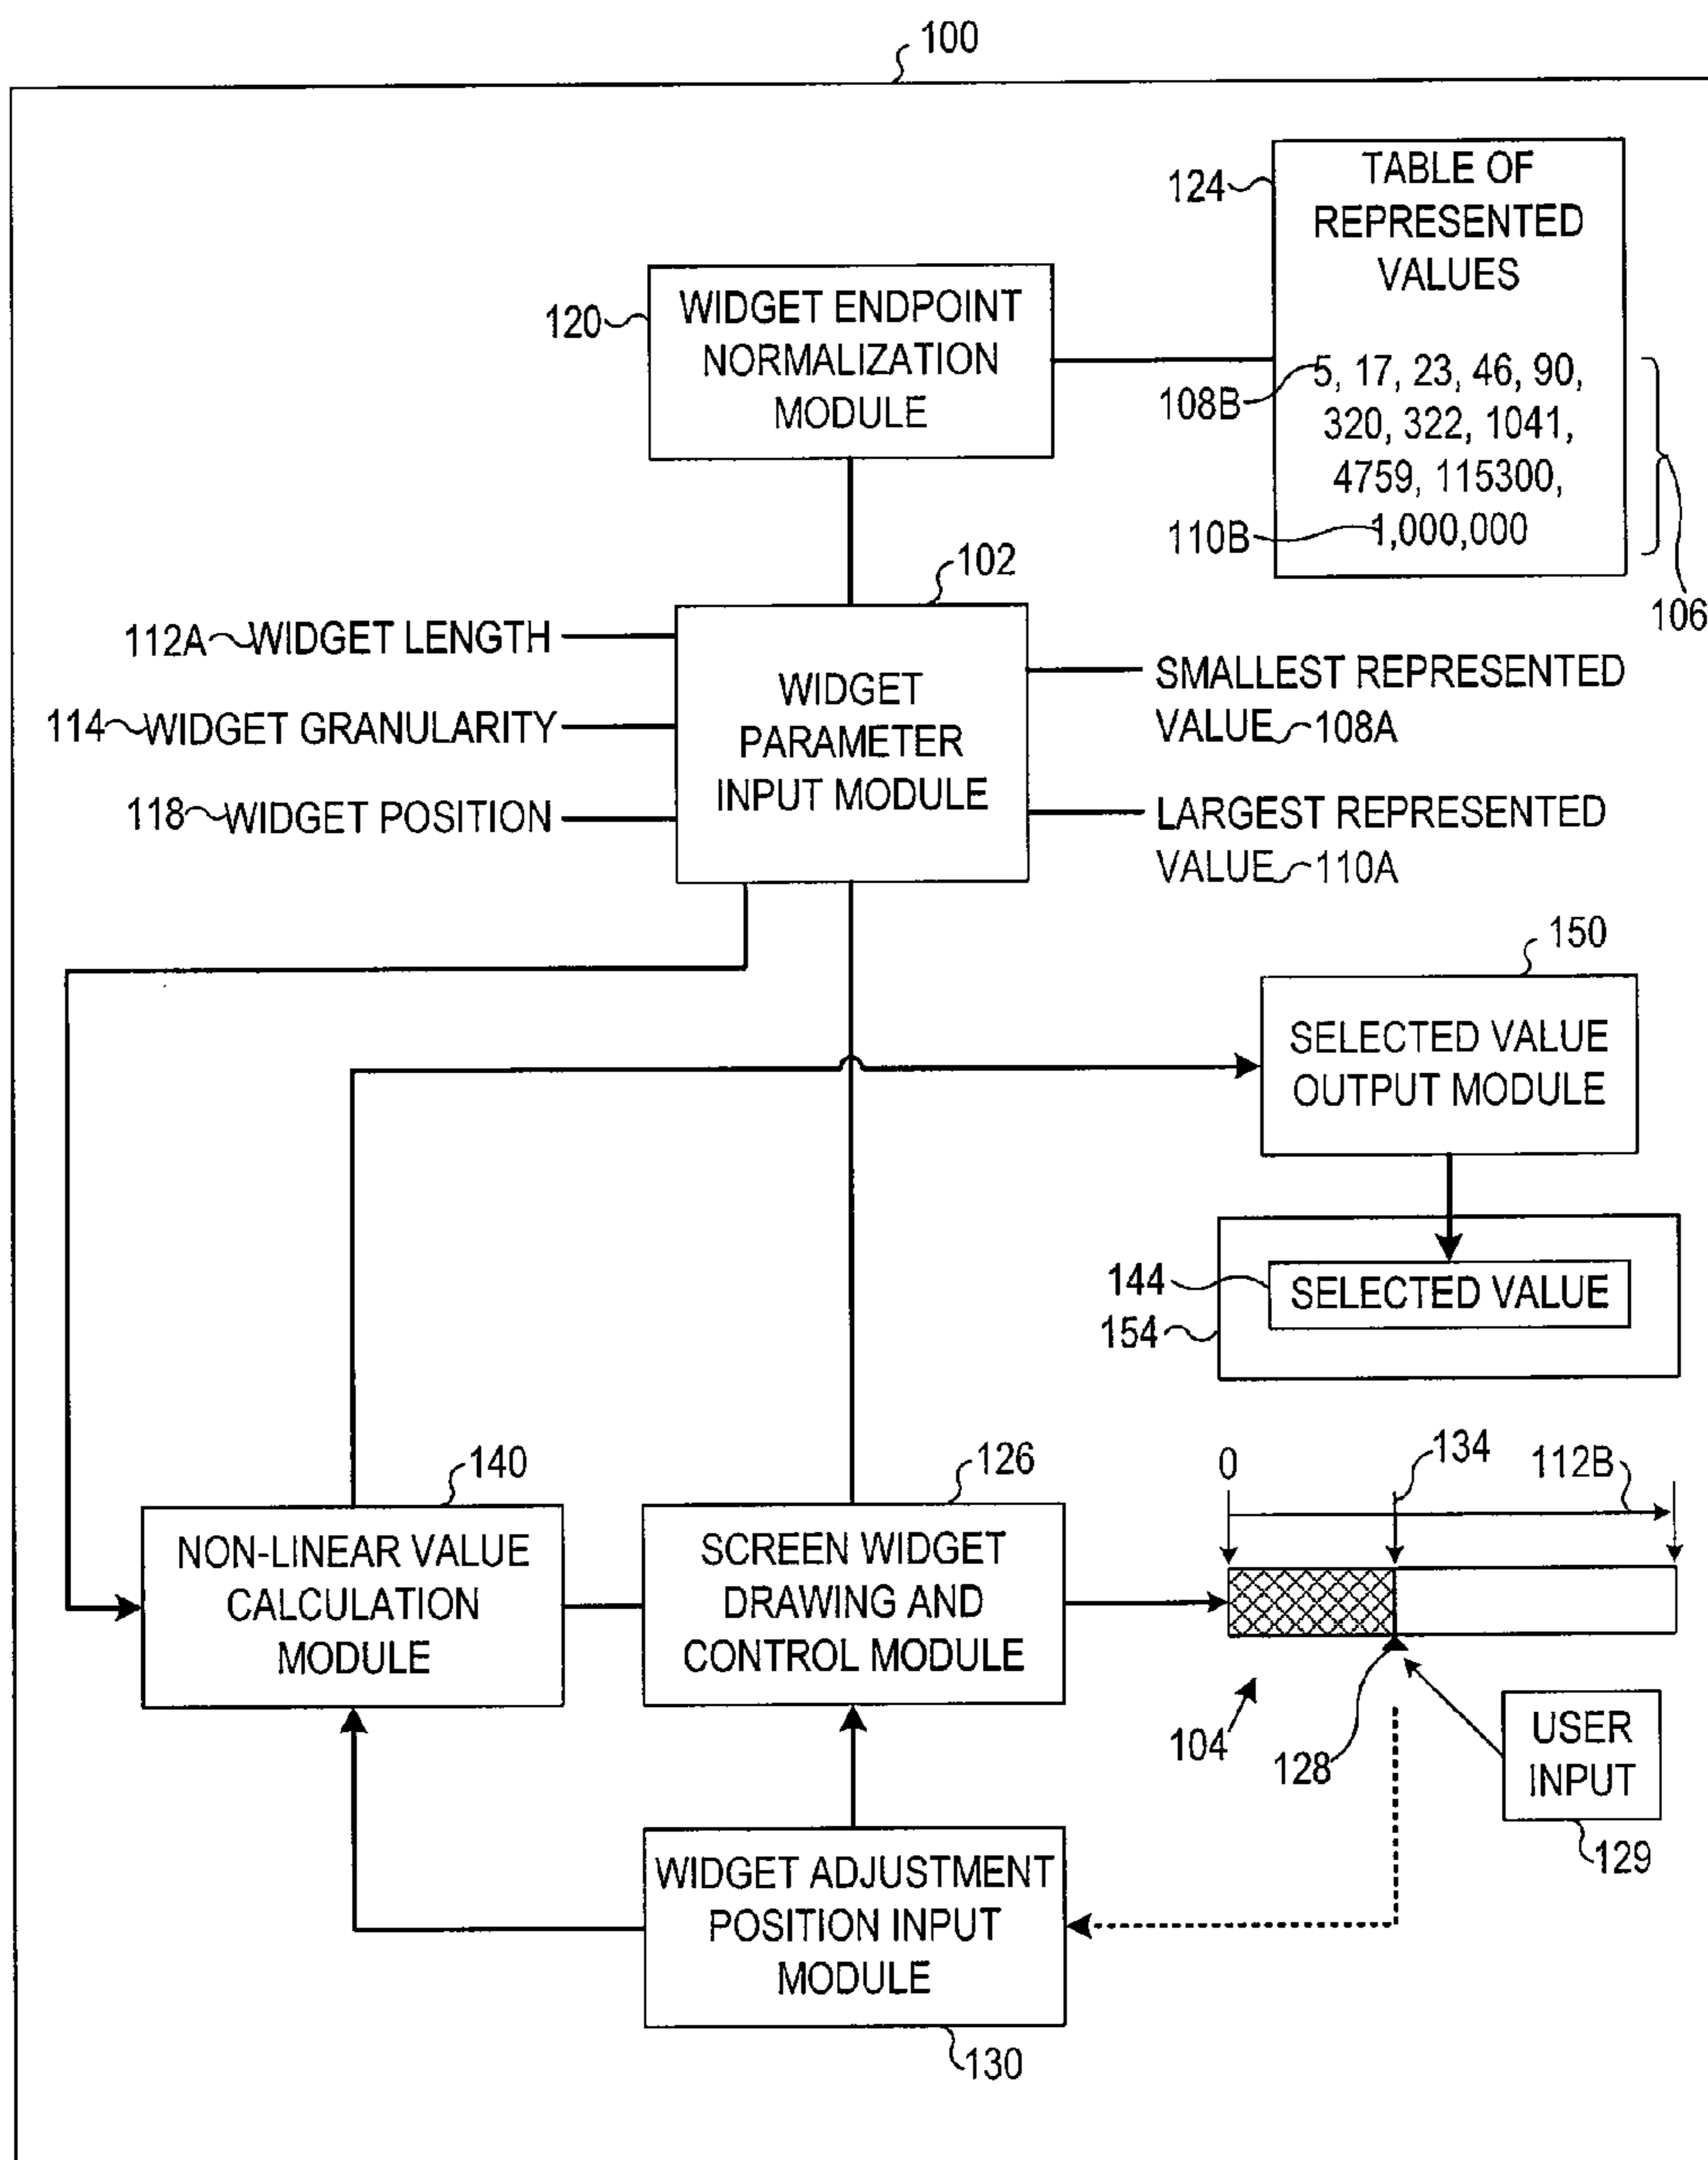 100
124
TABLE OF
REPRESENTED
VALUES
120
WIDGET ENDPOINT
NORMALIZATION
MODULE
108B
5, 17, 23, 46, 90,
320, 322, 1041,
4759, 115300,
110B
1,000,000
106
102
112A
WIDGET LENGTH
114
WIDGET GRANULARITY
118
WIDGET POSITION
WIDGET
PARAMETER
INPUT MODULE
SMALLEST REPRESENTED
VALUE
108A
LARGEST REPRESENTED
VALUE
110A
150
SELECTED VALUE
OUTPUT MODULE
144
SELECTED VALUE
154
140
NON-LINEAR VALUE
CALCULATION
MODULE
126
SCREEN WIDGET
DRAWING AND
CONTROL MODULE
0
134
112B
104
128
USER
INPUT
129
WIDGET ADJUSTMENT
POSITION INPUT
MODULE
130